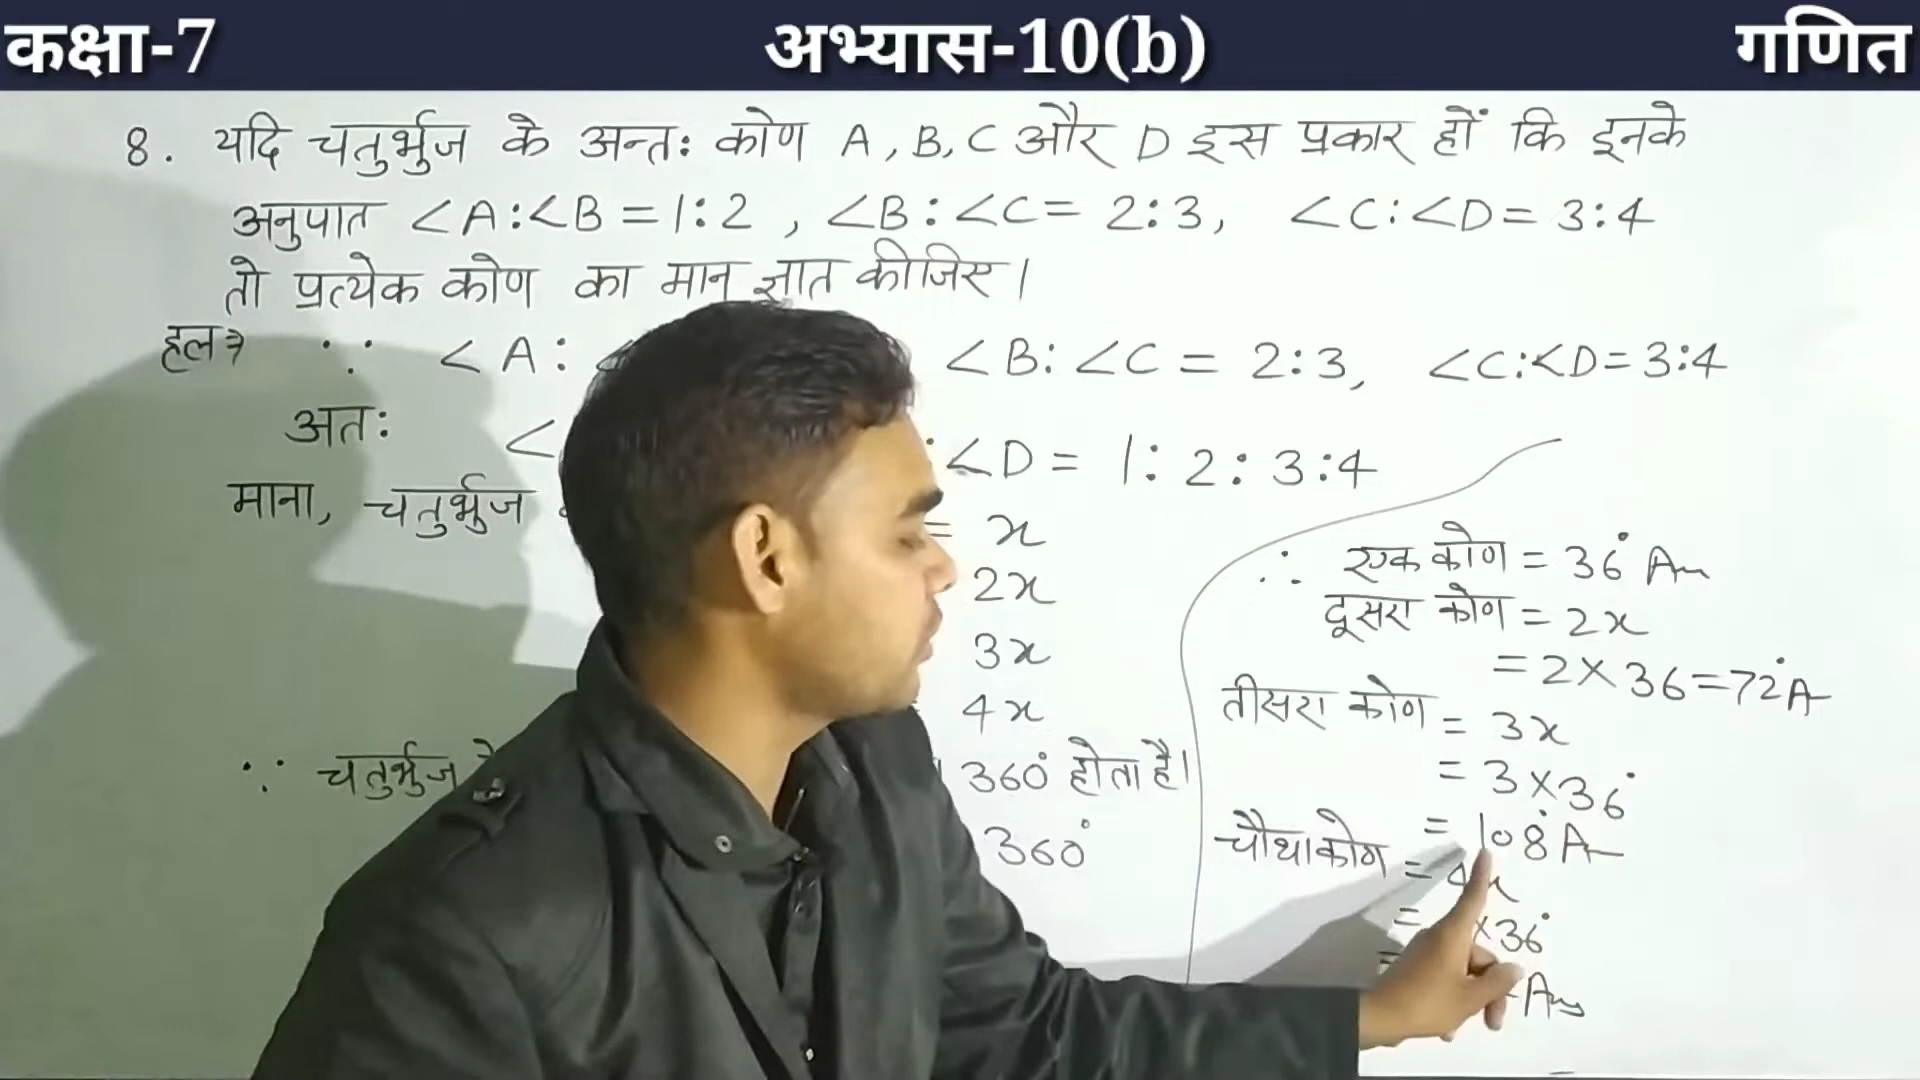 कक्षा-7 अभ्यास-10(b) गणित
8. यदि चतुर्भुज के अन्तः कोण A, B, C और D इस प्रकार हों कि इनके
अनुपात ∠A:∠B = 1:2 , ∠B:∠C = 2:3, ∠C:∠D = 3:4
तो प्रत्येक कोण का मान ज्ञात कीजिए।
हल⇒ ∵ ∠A: ∠B: ∠C = 2:3, ∠C:∠D = 3:4
अतः ∠ :∠D = 1: 2: 3:4
माना, चतुर्भुज = x
2x
3x
4x
∵ चतुर्भुज 360° होता है।
360°
∴ एक कोण = 36° An
दूसरा कोण = 2x
= 2×36 = 72° A
तीसरा कोण = 3x
= 3×36°
= 108° A
चौथा कोण = 4x
= ×36°
= Ans